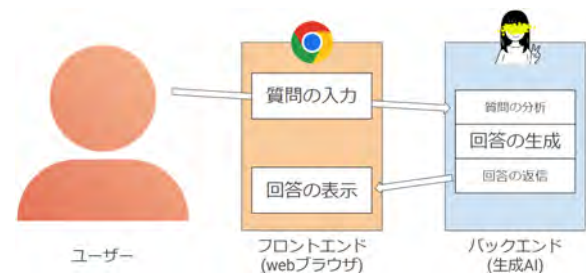 質問の入力
質問の分析
回答の生成
回答の表示
回答の返信
ユーザー
フロントエンド
(webブラウザ)
バックエンド
(生成AI)